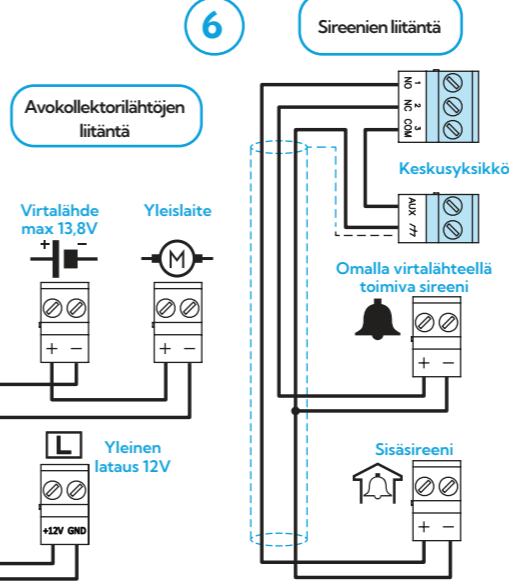 6
Sireenien liitäntä
Avokollektorilähtöjen
liitäntä
NO 1
NC 2
COM 3
Keskusyksikkö
AUX
Virtalähde
max 13,8V
+ −
Yleislaite
M
+ −
+ −
Omalla virtalähteellä
toimiva sireeni
+ −
L
Yleinen
lataus 12V
+12V GND
Sisäsireeni
+ −